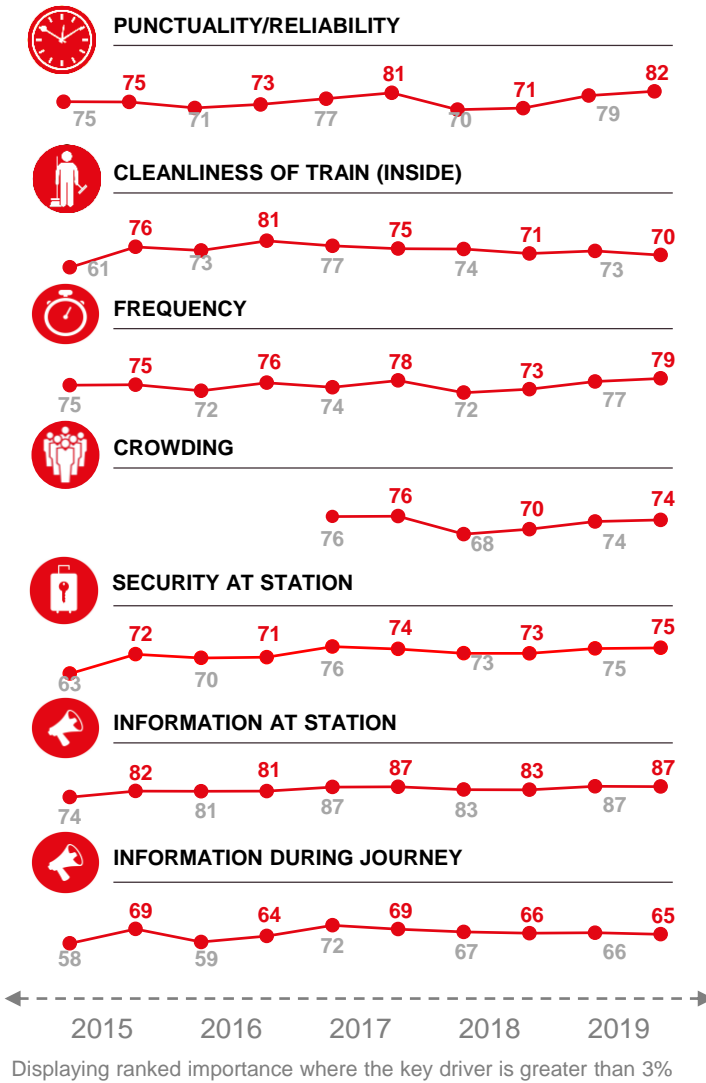 PUNCTUALITY/RELIABILITY
75 73 81 71 82
75 71 77 70 79
CLEANLINESS OF TRAIN (INSIDE)
76 81 75 71 70
61 73 77 74 73
FREQUENCY
75 76 78 73 79
75 72 74 72 77
CROWDING
76 70 74
76 68 74
SECURITY AT STATION
72 71 74 73 75
63 70 76 73 75
INFORMATION AT STATION
82 81 87 83 87
74 81 87 83 87
INFORMATION DURING JOURNEY
69 64 69 66 65
58 59 72 67 66
2015 2016 2017 2018 2019
Displaying ranked importance where the key driver is greater than 3%